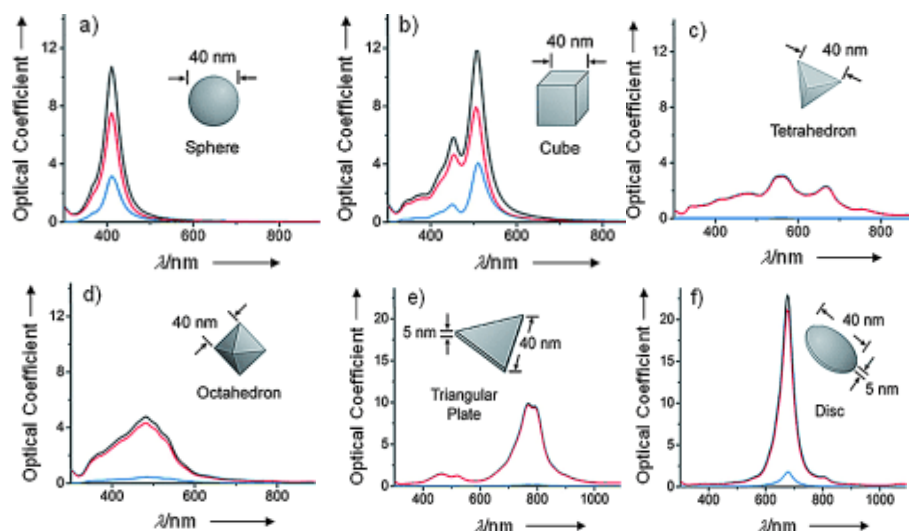 a)
40 nm
Sphere
Optical Coefficient
12
8
4
0
400 600 800
λ/nm
b)
40 nm
Cube
Optical Coefficient
12
8
4
0
400 600 800
λ/nm
c)
40 nm
Tetrahedron
Optical Coefficient
12
8
4
0
400 600 800
λ/nm
d)
40 nm
Octahedron
Optical Coefficient
12
8
4
0
400 600 800
λ/nm
e)
5 nm
40 nm
Triangular
Plate
Optical Coefficient
20
15
10
5
0
400 600 800 1000
λ/nm
f)
40 nm
5 nm
Disc
Optical Coefficient
20
15
10
5
0
400 600 800 1000
λ/nm